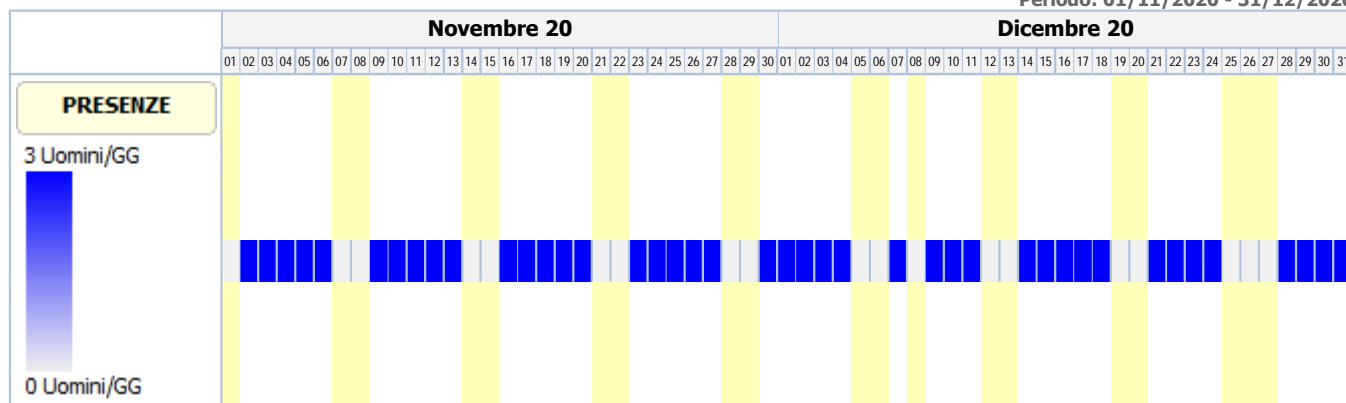 Periodo: 01/11/2020 - 31/12/2020
Novembre 20 Dicembre 20
01 02 03 04 05 06 07 08 09 10 11 12 13 14 15 16 17 18 19 20 21 22 23 24 25 26 27 28 29 30 01 02 03 04 05 06 07 08 09 10 11 12 13 14 15 16 17 18 19 20 21 22 23 24 25 26 27 28 29 30 31
PRESENZE
3 Uomini/GG
0 Uomini/GG